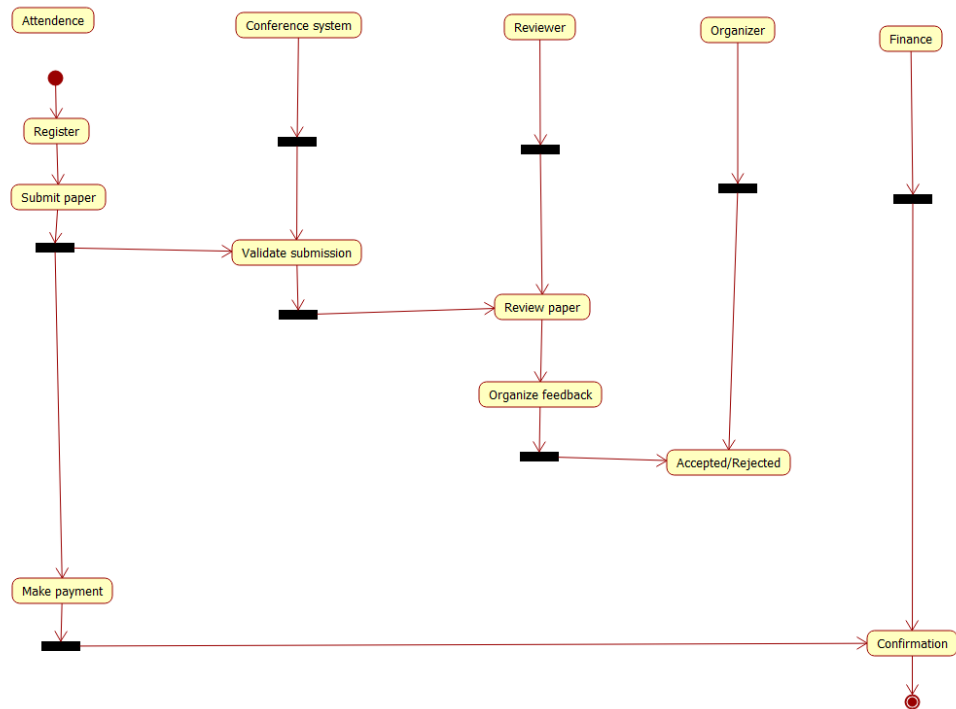 Attendence
Conference system
Reviewer
Organizer
Finance
Register
Submit paper
Validate submission
Review paper
Organize feedback
Accepted/Rejected
Make payment
Confirmation